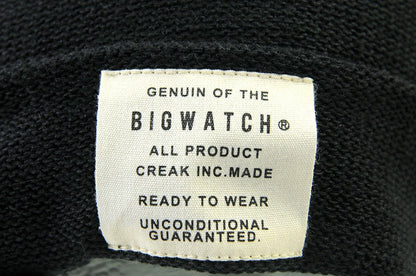 GENUIN OF THE
BIGWATCH®
ALL PRODUCT
CREAK INC.MADE
READY TO WEAR
UNCONDITIONAL
GUARANTEED.